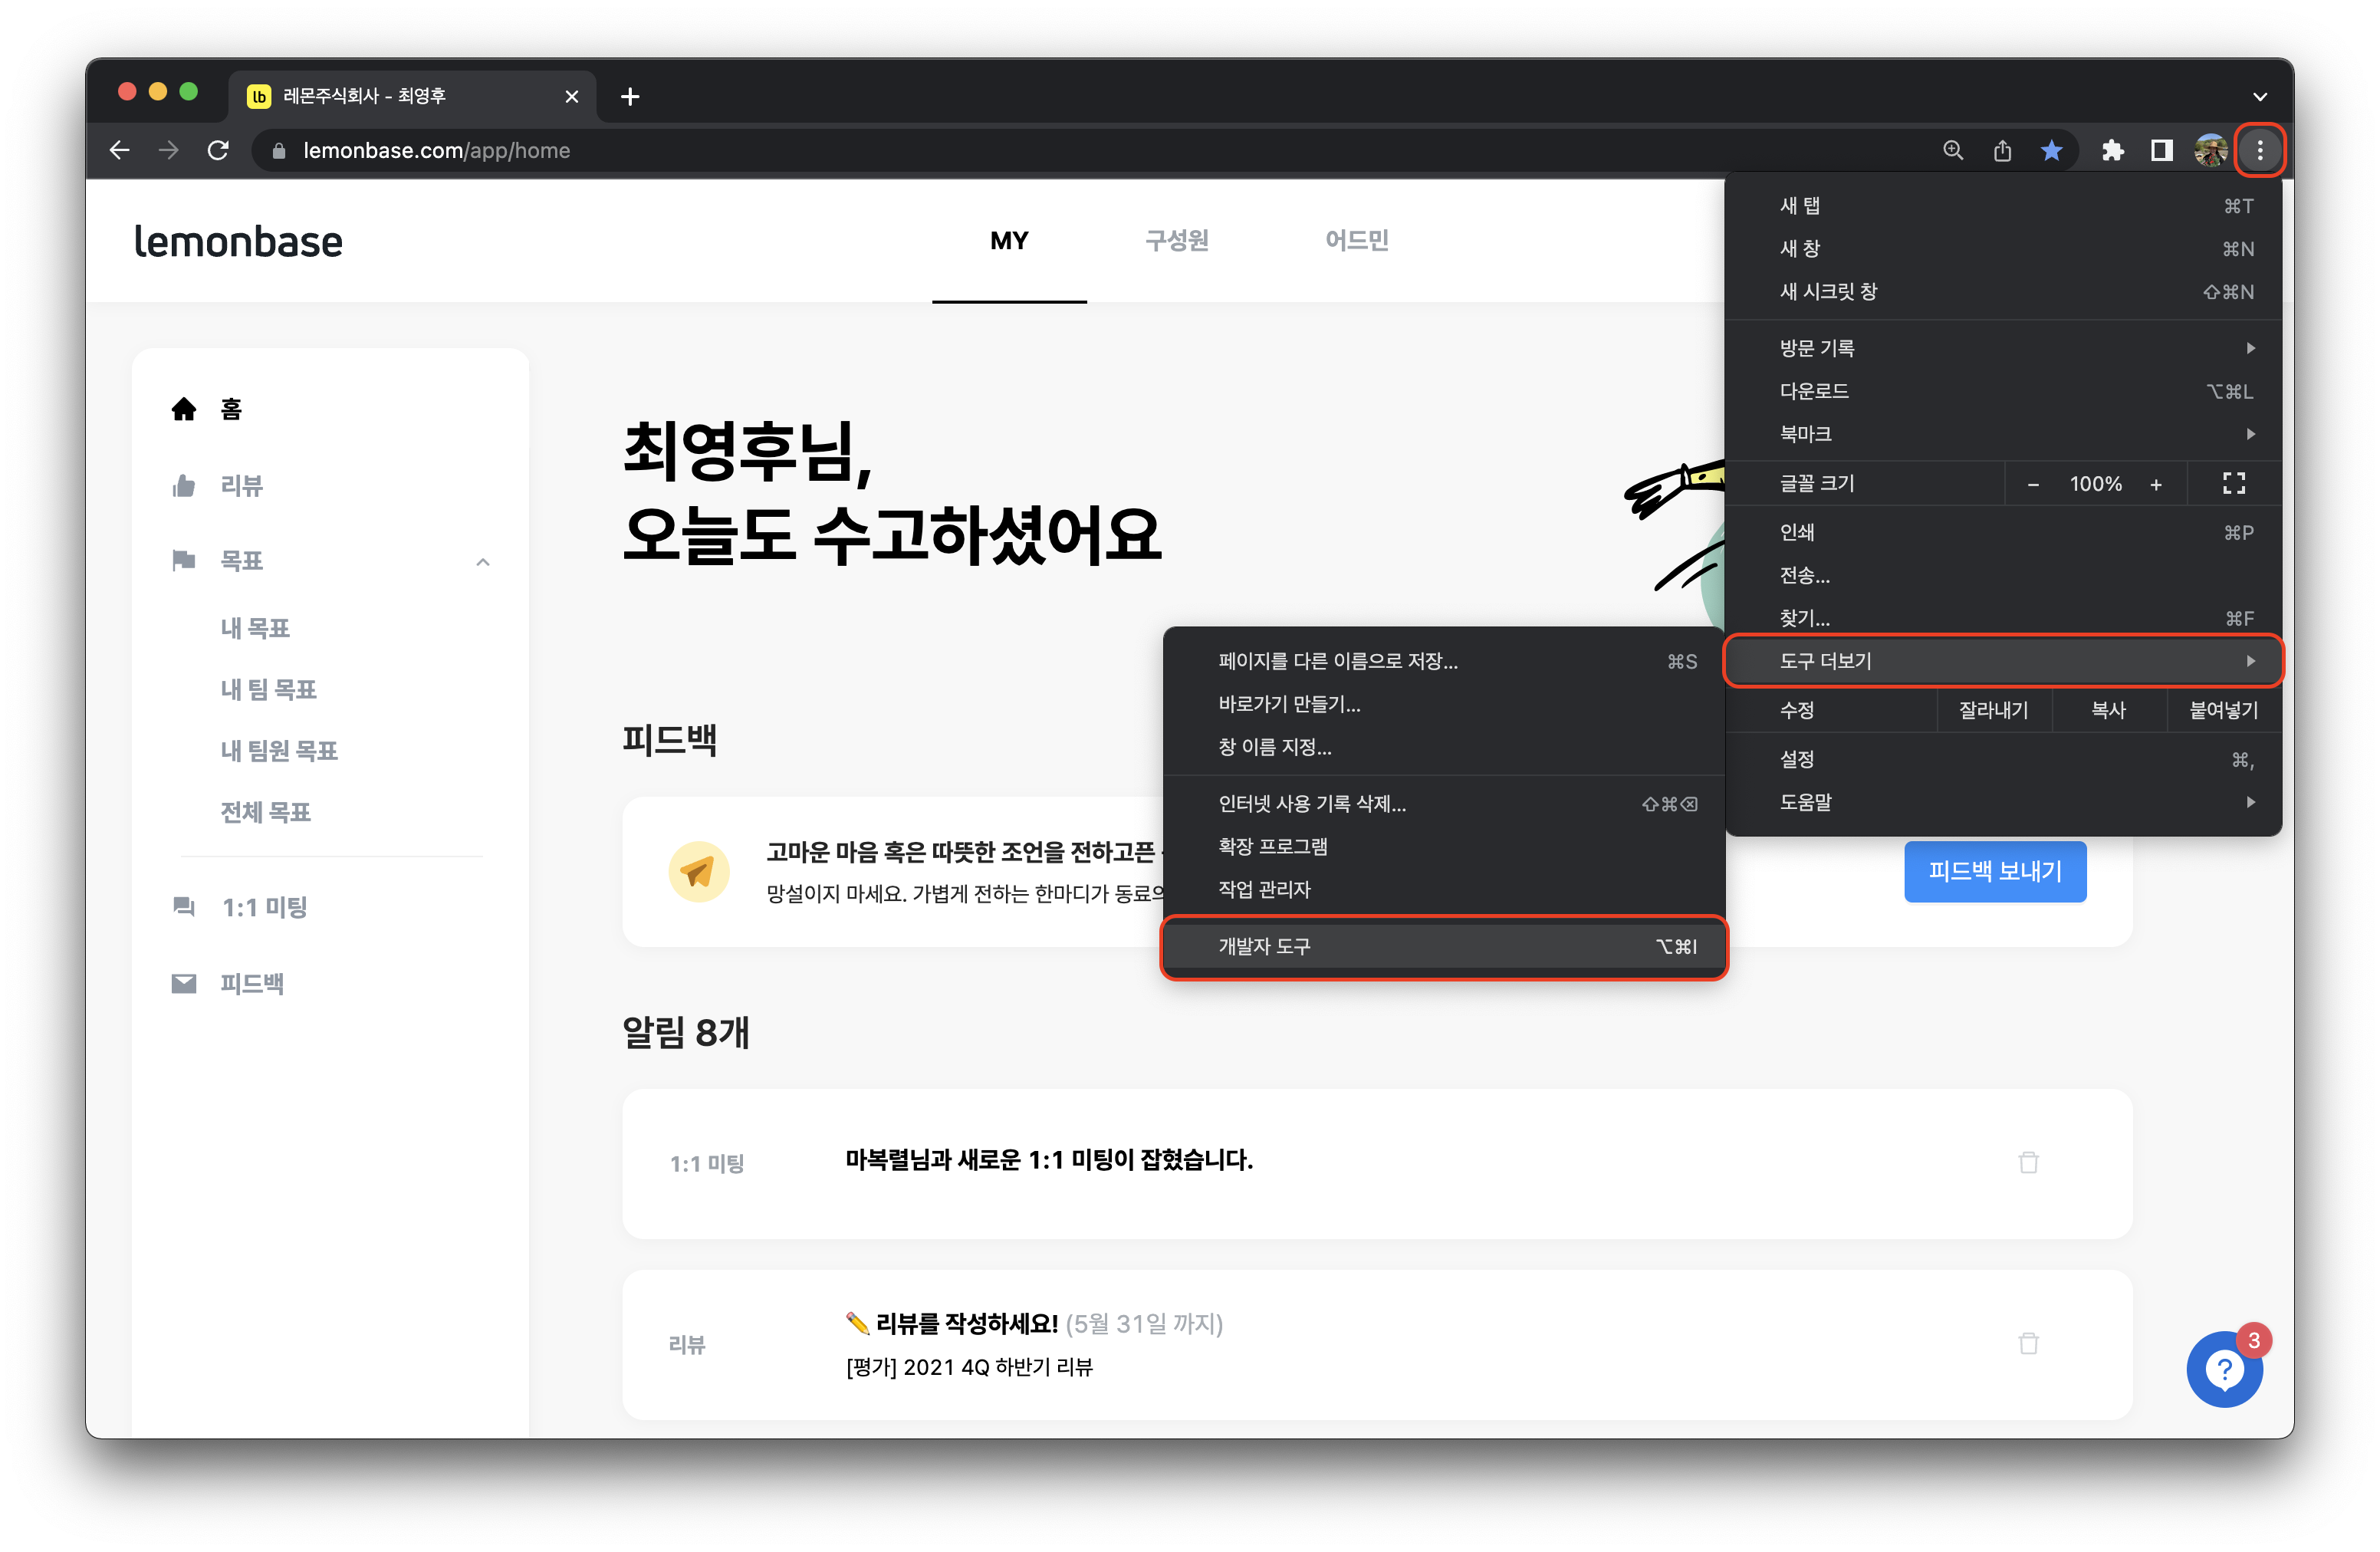 lb 레몬주식회사 - 최영후
lemonbase.com/app/home
lemonbase
MY
구성원
어드민
홈
리뷰
목표
내 목표
내 팀 목표
내 팀원 목표
전체 목표
1:1 미팅
피드백
최영후님,
오늘도 수고하셨어요
피드백
고마운 마음 혹은 따뜻한 조언을 전하고픈
망설이지 마세요. 가볍게 전하는 한마디가
피드백 보내기
알림 8개
1:1 미팅
마복렬님과 새로운 1:1 미팅이 잡혔습니다.
리뷰
✏️ 리뷰를 작성하세요! (5월 31일 까지)
[평가] 2021 4Q 하반기 리뷰
3
새 탭 ⌘T
새 창 ⌘N
새 시크릿 창 ⇧⌘N
방문 기록
다운로드 ⌥⌘L
북마크
글꼴 크기 − 100% +
인쇄 ⌘P
전송...
찾기... ⌘F
도구 더보기
수정 잘라내기 복사 붙여넣기
설정 ⌘,
도움말
페이지를 다른 이름으로 저장... ⌘S
바로가기 만들기...
창 이름 지정...
인터넷 사용 기록 삭제... ⇧⌘⌫
확장 프로그램
작업 관리자
개발자 도구 ⌥⌘I